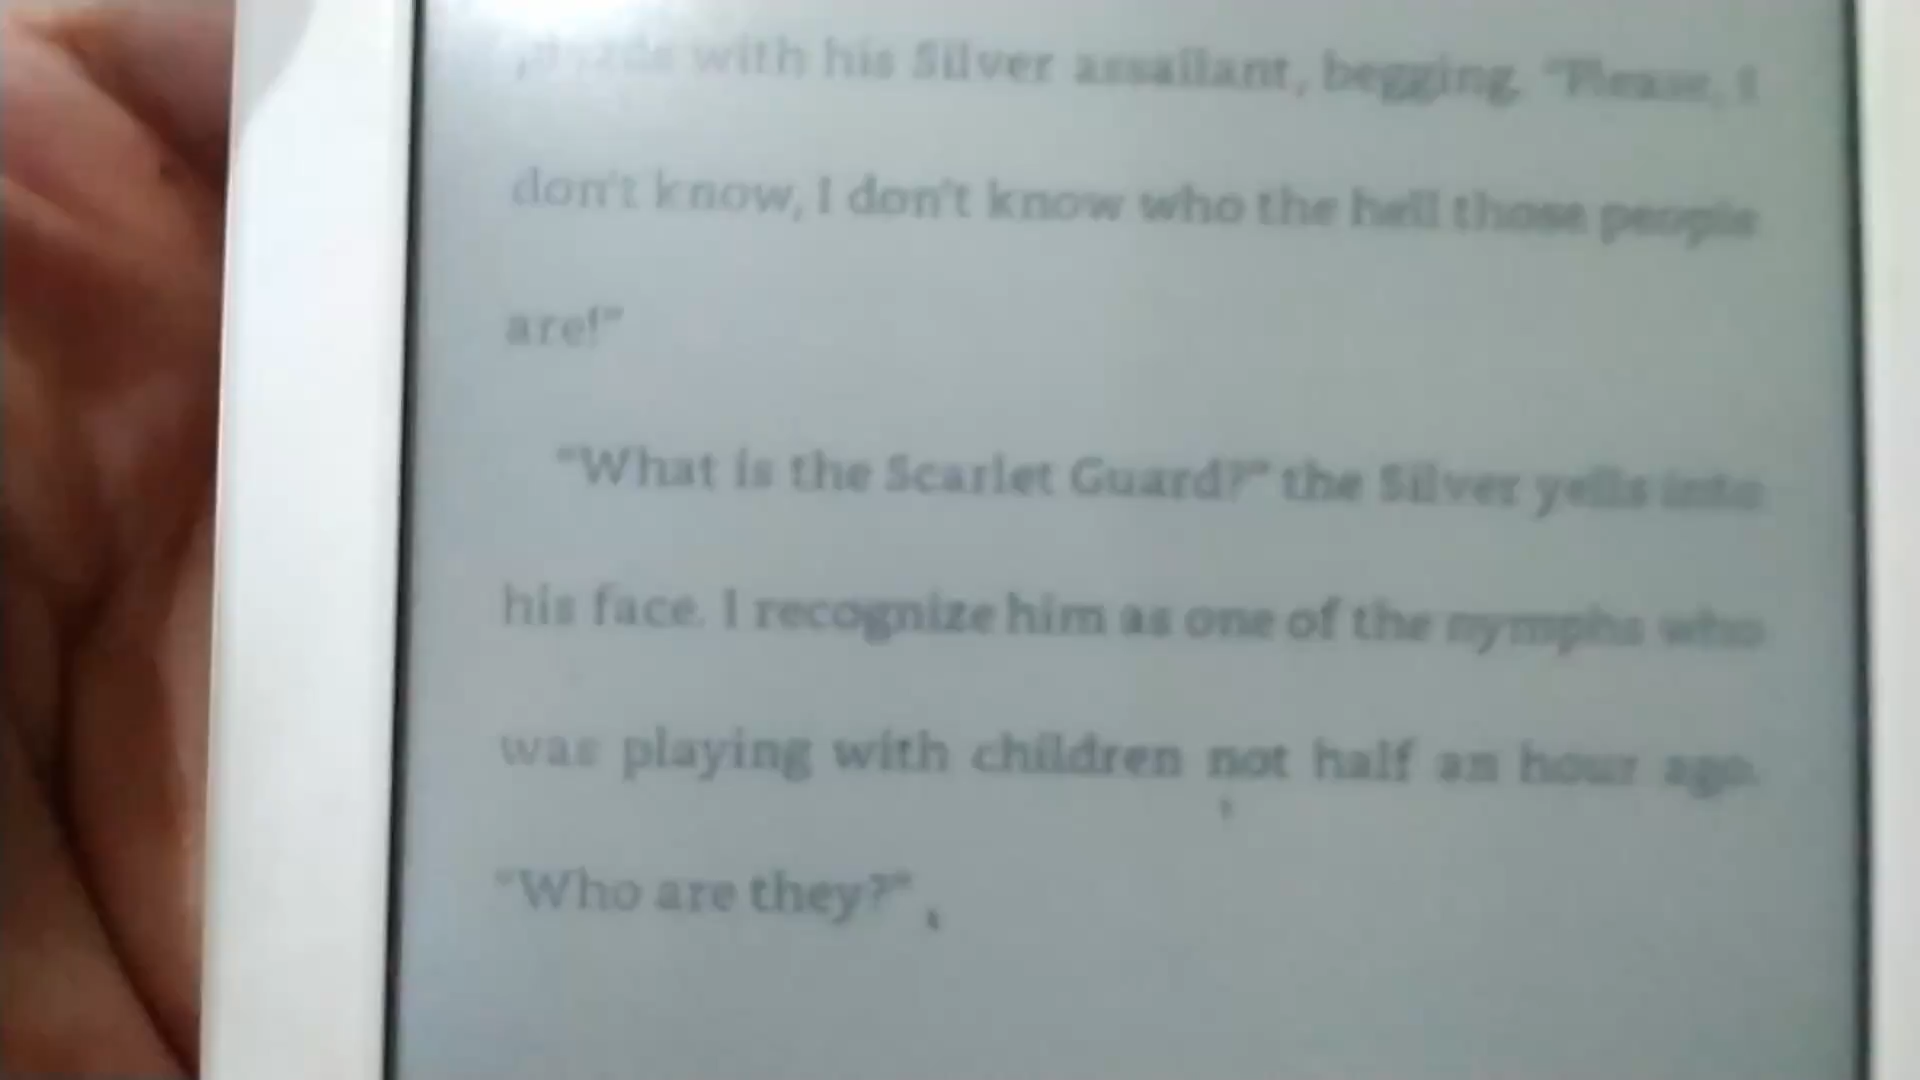 with his Silver assailant, begging. "Please, I
don't know, I don't know who the hell those people
are!"
"What is the Scarlet Guard?" the Silver yells into
his face. I recognize him as one of the nymphs who
was playing with children not half an hour ago.
"Who are they?"